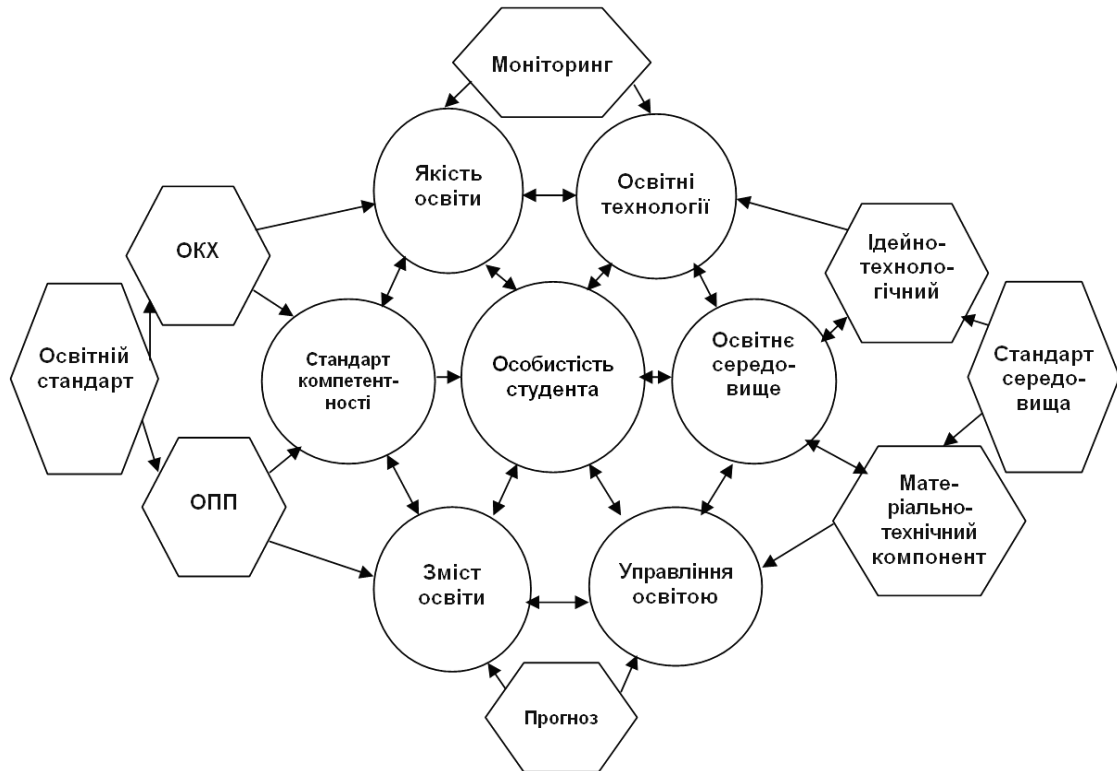 Моніторинг
Якість
освіти
Освітні
технології
ОКХ
Ідейно-
техноло-
гічний
Освітній
стандарт
Стандарт
компетент-
ності
Особистість
студента
Освітнє
середо-
вище
Стандарт
середо-
вища
ОПП
Мате-
ріально-
технічний
компонент
Зміст
освіти
Управління
освітою
Прогноз